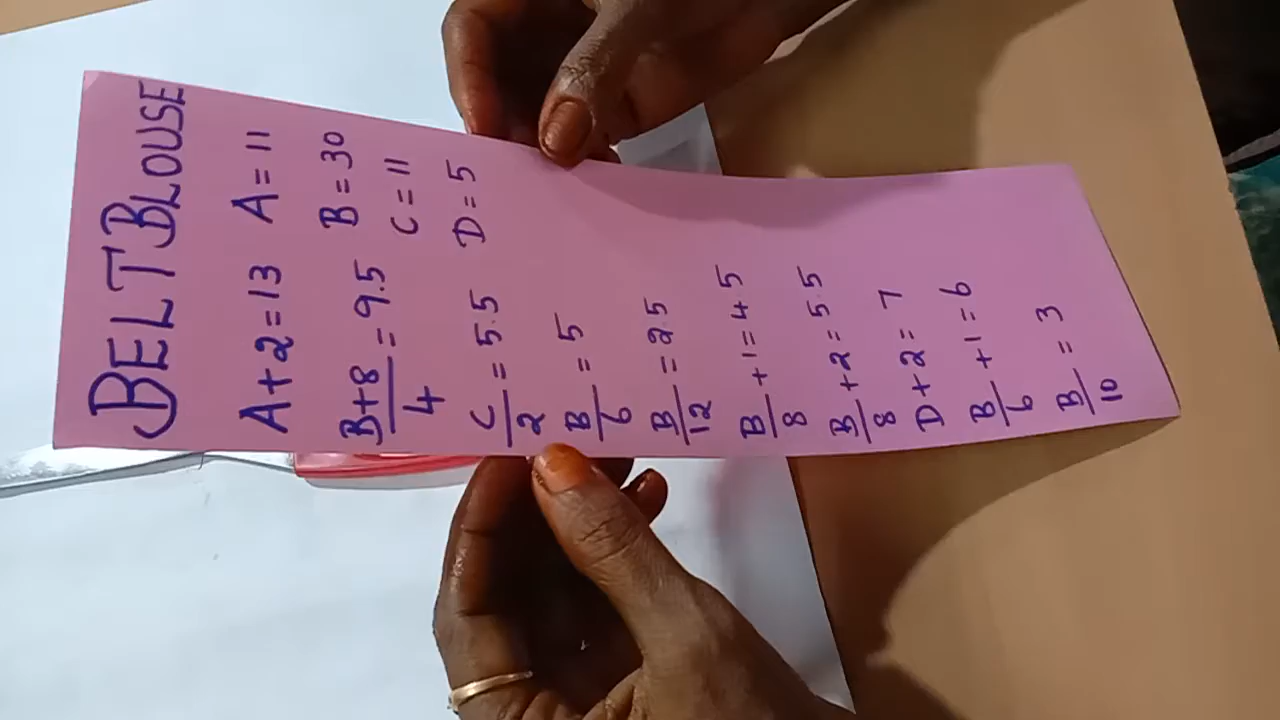 BELT BLOUSE
A+2=13 A=11
B+8/4 = 9.5 B=30
C=11
C/2 = 5.5 D=5
B/6 = 5
B/12 = 2.5
B/8 +1=4.5
B/8 +2=5.5
D+2=7
B/6 +1=6
B/10 = 3